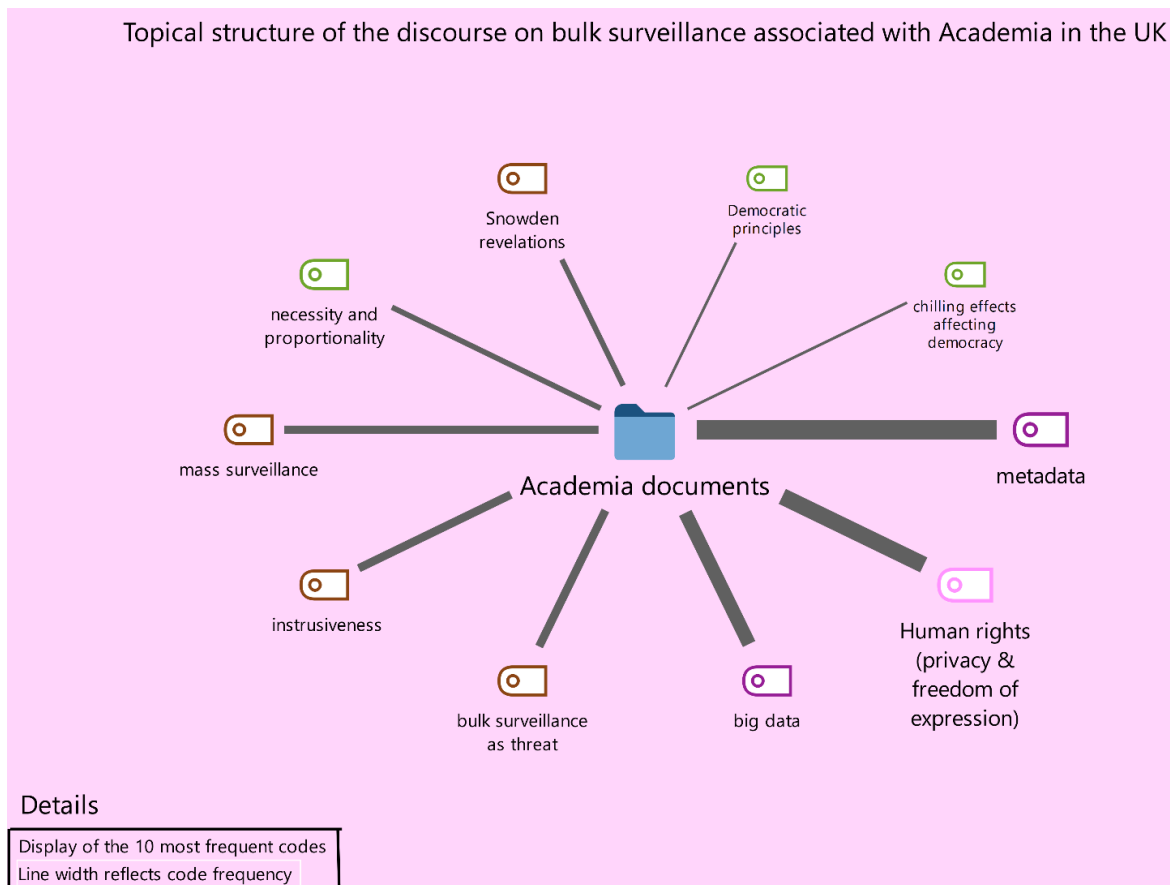 Topical structure of the discourse on bulk surveillance associated with Academia in the UK
Snowden
revelations
Democratic
principles
necessity and
proportionality
chilling effects
affecting
democracy
mass surveillance
metadata
Academia documents
instrusiveness
Human rights
(privacy &
freedom of
expression)
bulk surveillance
as threat
big data
Details
Display of the 10 most frequent codes
Line width reflects code frequency